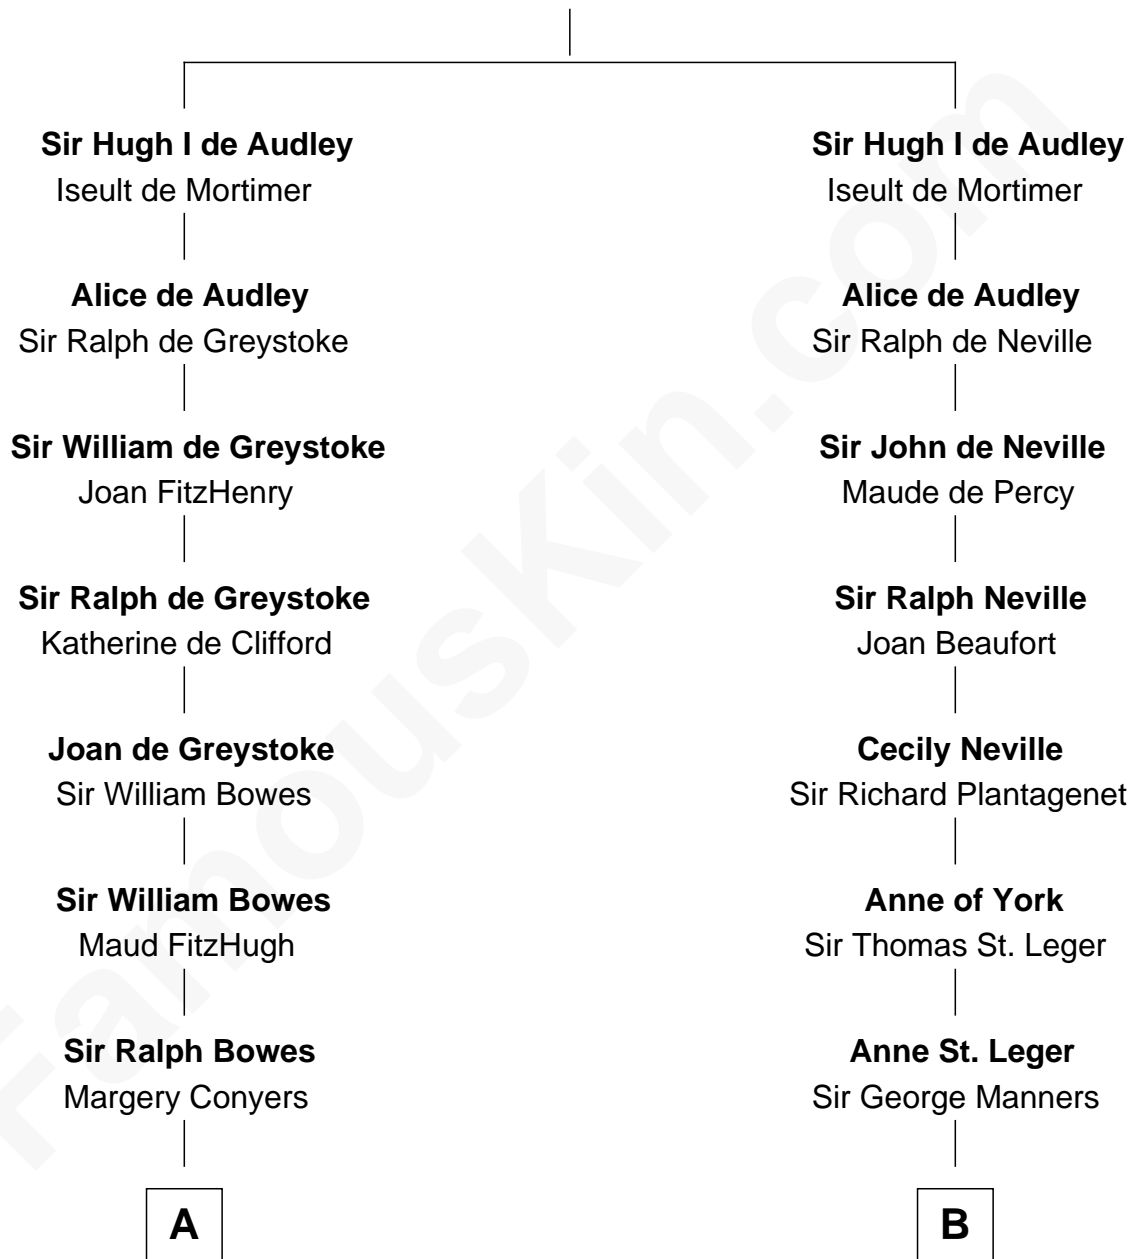 Sir Hugh I de Audley
Iseult de Mortimer
Alice de Audley
Sir Ralph de Greystoke
Sir William de Greystoke
Joan FitzHenry
Sir Ralph de Greystoke
Katherine de Clifford
Joan de Greystoke
Sir William Bowes
Sir William Bowes
Maud FitzHugh
Sir Ralph Bowes
Margery Conyers
A
Sir Hugh I de Audley
Iseult de Mortimer
Alice de Audley
Sir Ralph de Neville
Sir John de Neville
Maude de Percy
Sir Ralph Neville
Joan Beaufort
Cecily Neville
Sir Richard Plantagenet
Anne of York
Sir Thomas St. Leger
Anne St. Leger
Sir George Manners
B
FamousKin.com